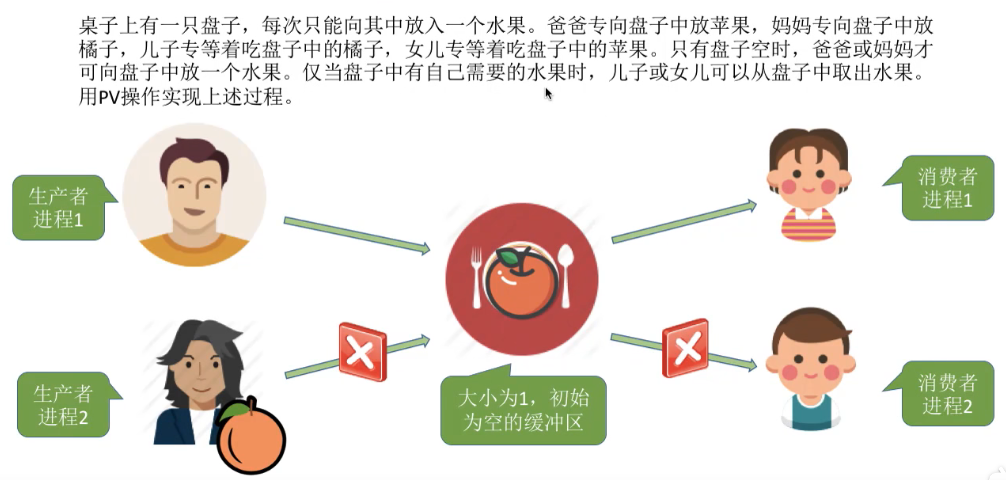 桌子上有一只盘子，每次只能向其中放入一个水果。爸爸专向盘子中放苹果，妈妈专向盘子中放
橘子，儿子专等着吃盘子中的橘子，女儿专等着吃盘子中的苹果。只有盘子空时，爸爸或妈妈才
可向盘子中放一个水果。仅当盘子中有自己需要的水果时，儿子或女儿可以从盘子中取出水果。
用PV操作实现上述过程。
生产者
进程1
消费者
进程1
生产者
进程2
大小为1，初始
为空的缓冲区
消费者
进程2